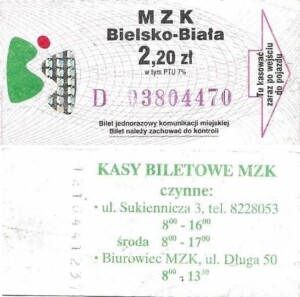 M Z K
Bielsko-Biała
2,20 zł
w tym PTU 7%
D 03804470
Bilet jednorazowy komunikacji miejskiej
Bilet należy zachować do kontroli
Tu kasować
zaraz po wejściu
do pojazdu
KASY BILETOWE MZK
czynne:
• ul. Sukiennicza 3, tel. 8228053
8⁰⁰ - 16⁰⁰
środa 8⁰⁰ - 17⁰⁰
• Biurowiec MZK, ul. Długa 50
8⁰⁰ - 13³⁰